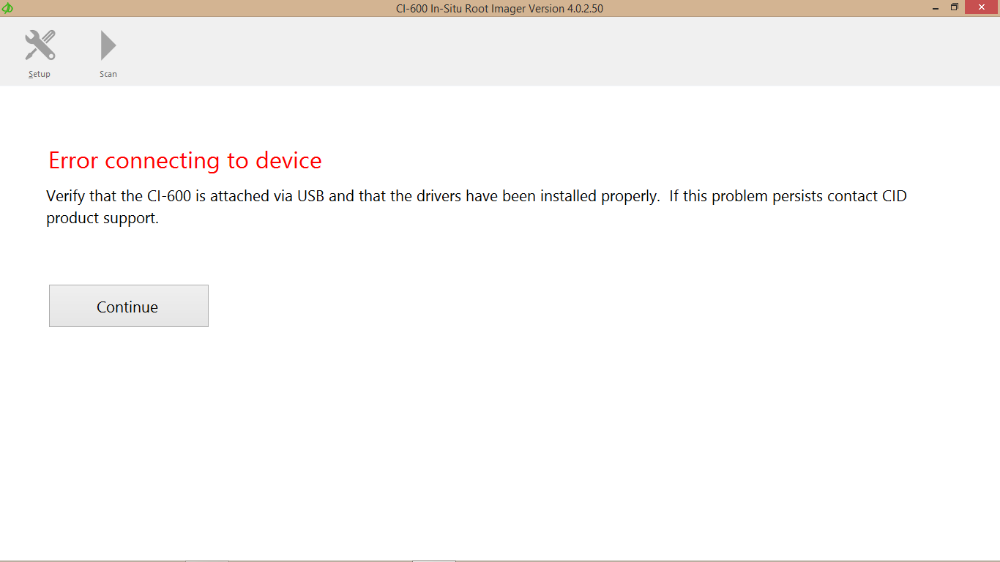 CI-600 In-Situ Root Imager Version 4.0.2.50
Setup
Scan
Error connecting to device
Verify that the CI-600 is attached via USB and that the drivers have been installed properly.  If this problem persists contact CID
product support.
Continue